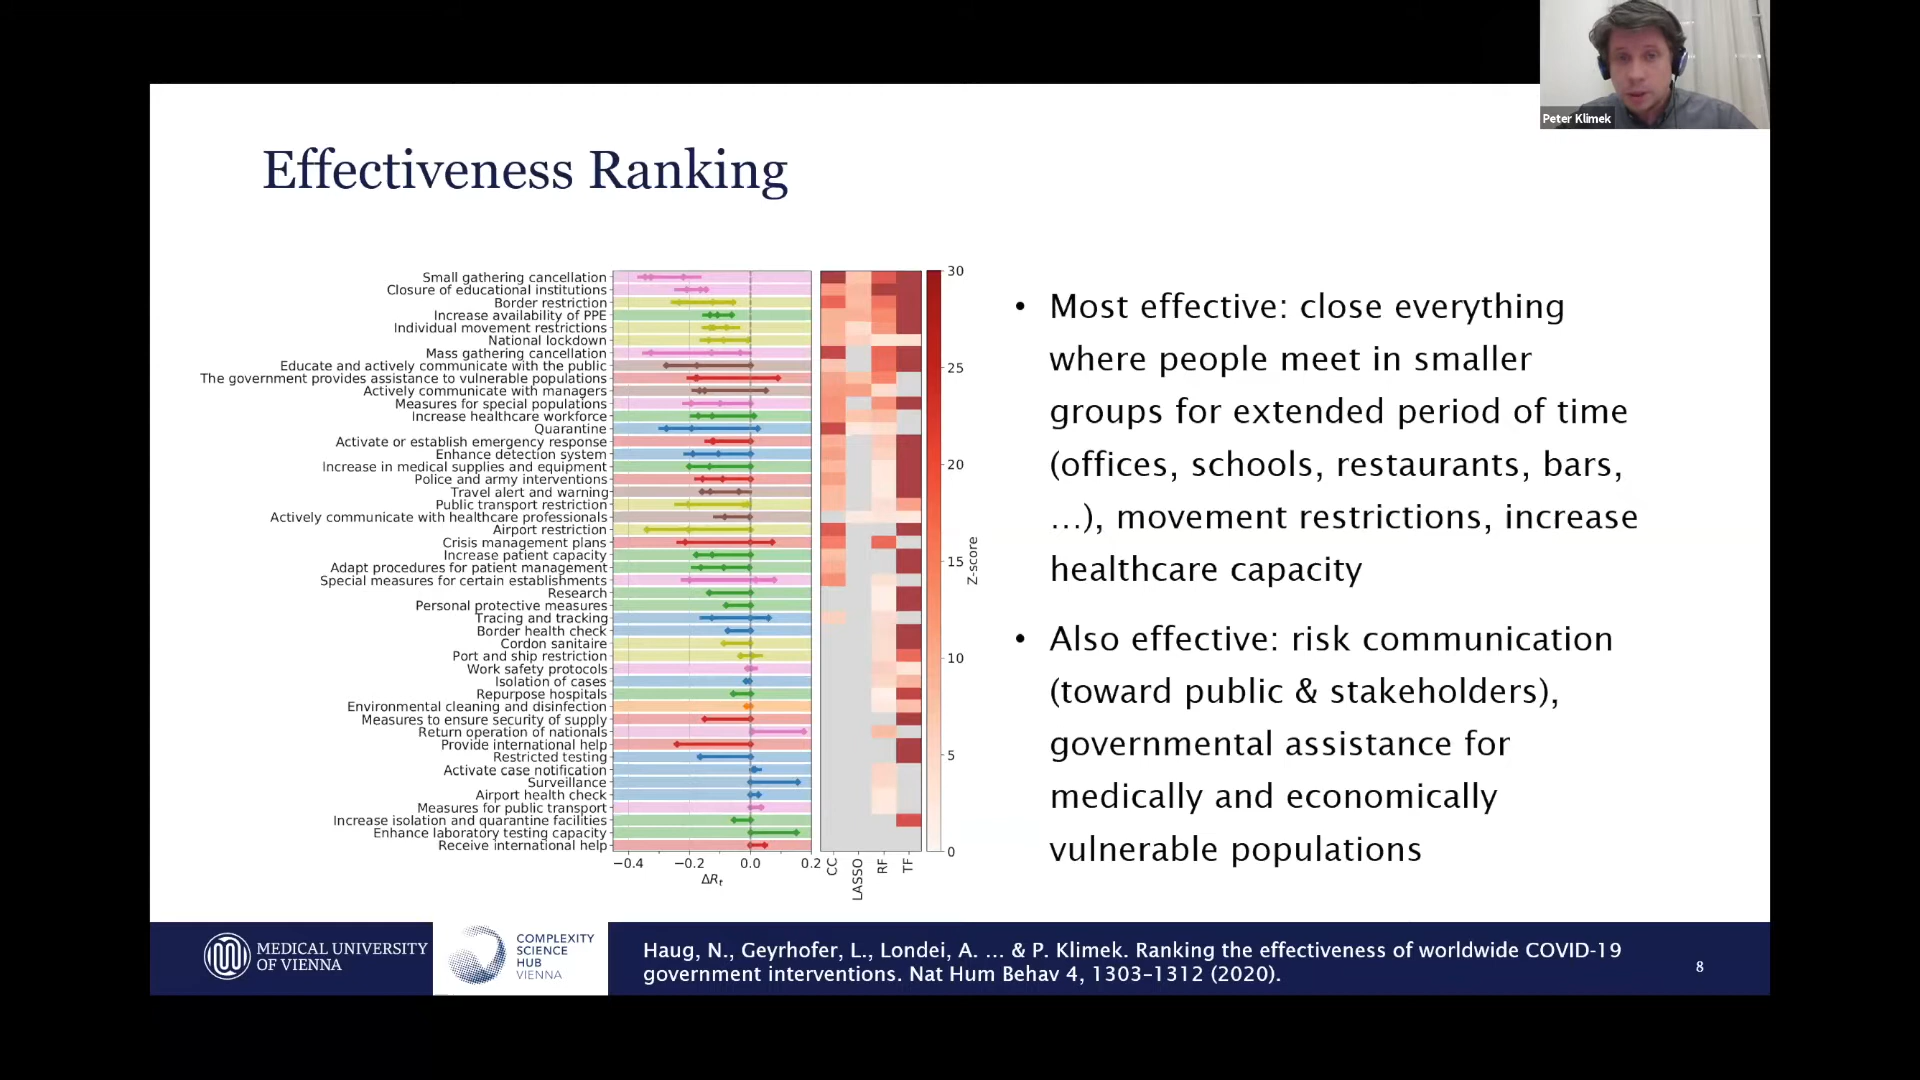 Peter Klimek
Effectiveness Ranking
Small gathering cancellation
Closure of educational institutions
Border restriction
Increase availability of PPE
Individual movement restrictions
National lockdown
Mass gathering cancellation
Educate and actively communicate with the public
The government provides assistance to vulnerable populations
Actively communicate with managers
Measures for special populations
Increase healthcare workforce
Quarantine
Activate or establish emergency response
Enhance detection system
Increase in medical supplies and equipment
Police and army interventions
Travel alert and warning
Public transport restriction
Actively communicate with healthcare professionals
Airport restriction
Crisis management plans
Increase patient capacity
Adapt procedures for patient management
Special measures for certain establishments
Research
Personal protective measures
Tracing and tracking
Border health check
Cordon sanitaire
Port and ship restriction
Work safety protocols
Isolation of cases
Repurpose hospitals
Environmental cleaning and disinfection
Measures to ensure security of supply
Return operation of nationals
Provide international help
Restricted testing
Activate case notification
Surveillance
Airport health check
Measures for public transport
Increase isolation and quarantine facilities
Enhance laboratory testing capacity
Receive international help
−0.4 −0.2 0.0 0.2
ΔRt
CC LASSO RF TF
30
25
20
15
10
5
0
Z-score
• Most effective: close everything
where people meet in smaller
groups for extended period of time
(offices, schools, restaurants, bars,
…), movement restrictions, increase
healthcare capacity
• Also effective: risk communication
(toward public & stakeholders),
governmental assistance for
medically and economically
vulnerable populations
MEDICAL UNIVERSITY
OF VIENNA
COMPLEXITY
SCIENCE
HUB
VIENNA
Haug, N., Geyrhofer, L., Londei, A. … & P. Klimek. Ranking the effectiveness of worldwide COVID-19
government interventions. Nat Hum Behav 4, 1303–1312 (2020).
8